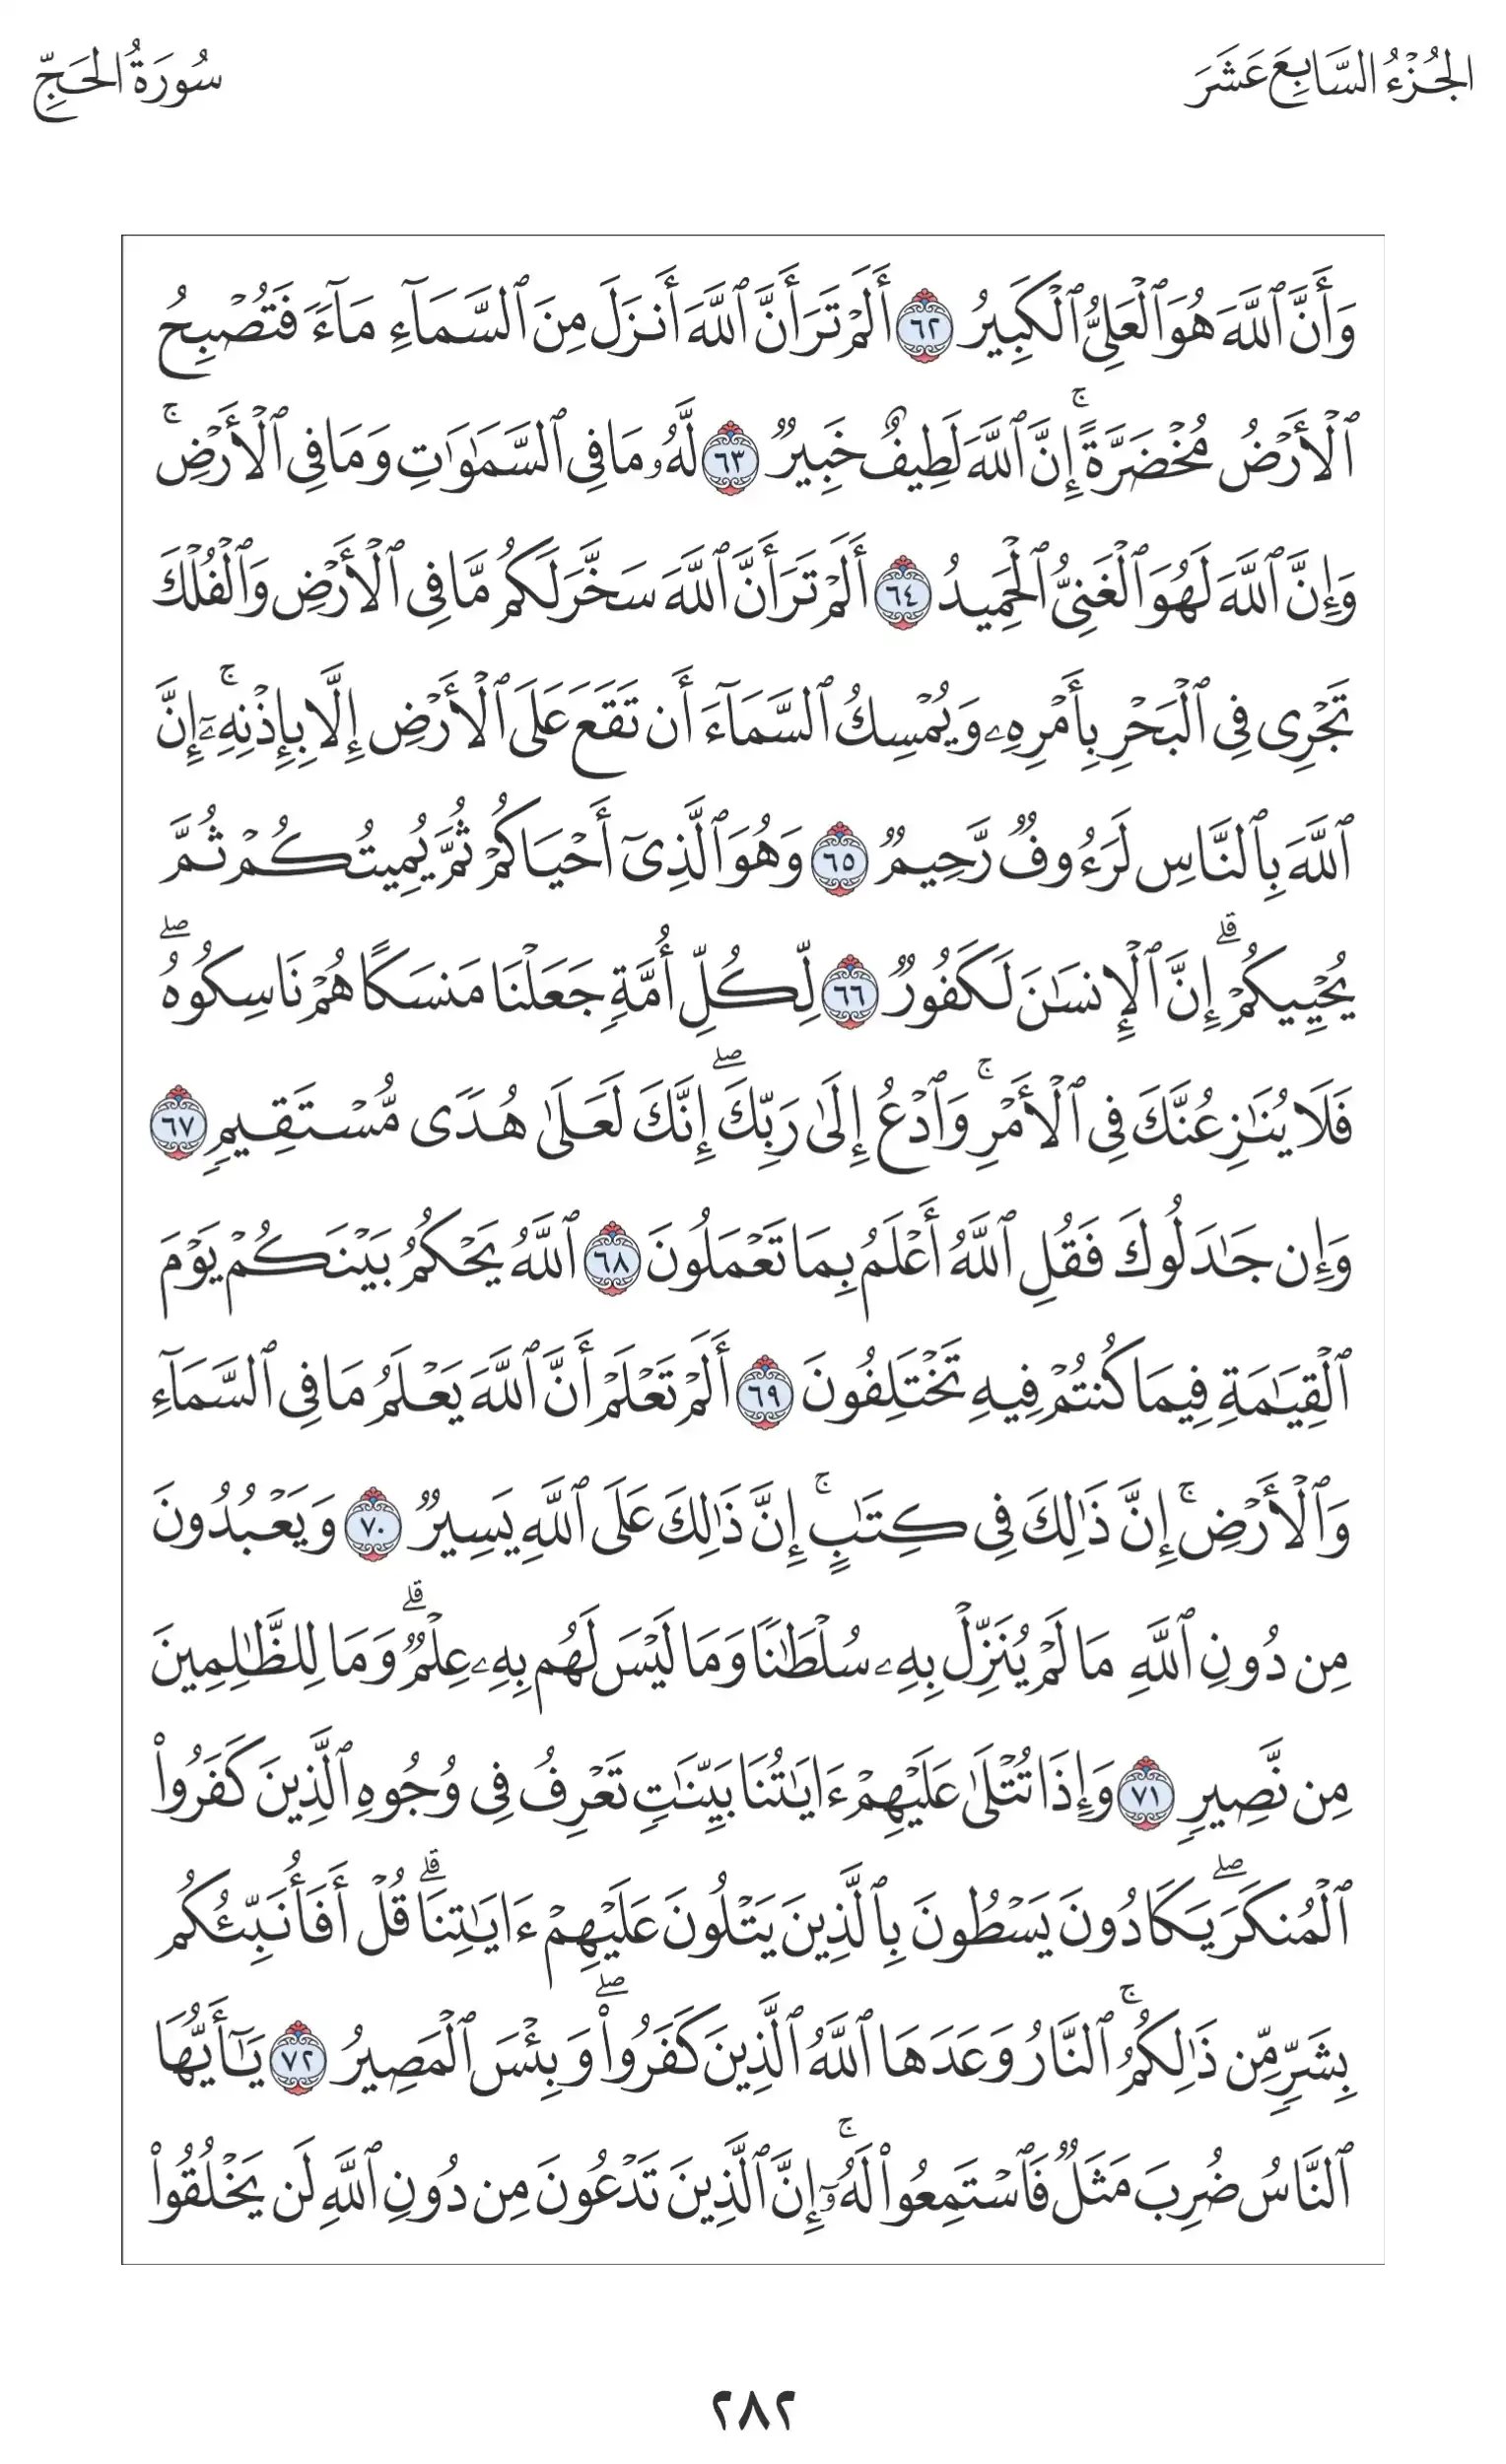 الجُزْءُ السَّابِعَ عَشَرَ
سُورَةُ الحَجِّ
وَأَنَّ ٱللَّهَ هُوَ ٱلْعَلِىُّ ٱلْكَبِيرُ ٦٢ أَلَمْ تَرَ أَنَّ ٱللَّهَ أَنزَلَ مِنَ ٱلسَّمَآءِ مَآءً فَتُصْبِحُ
ٱلْأَرْضُ مُخْضَرَّةً ۚ إِنَّ ٱللَّهَ لَطِيفٌ خَبِيرٌ ٦٣ لَّهُۥ مَا فِى ٱلسَّمَٰوَٰتِ وَمَا فِى ٱلْأَرْضِ ۚ
وَإِنَّ ٱللَّهَ لَهُوَ ٱلْغَنِىُّ ٱلْحَمِيدُ ٦٤ أَلَمْ تَرَ أَنَّ ٱللَّهَ سَخَّرَ لَكُم مَّا فِى ٱلْأَرْضِ وَٱلْفُلْكَ
تَجْرِى فِى ٱلْبَحْرِ بِأَمْرِهِۦ وَيُمْسِكُ ٱلسَّمَآءَ أَن تَقَعَ عَلَى ٱلْأَرْضِ إِلَّا بِإِذْنِهِۦٓ ۚ إِنَّ
ٱللَّهَ بِٱلنَّاسِ لَرَءُوفٌ رَّحِيمٌ ٦٥ وَهُوَ ٱلَّذِىٓ أَحْيَاكُمْ ثُمَّ يُمِيتُكُمْ ثُمَّ
يُحْيِيكُمْ ۗ إِنَّ ٱلْإِنسَٰنَ لَكَفُورٌ ٦٦ لِّكُلِّ أُمَّةٍ جَعَلْنَا مَنسَكًا هُمْ نَاسِكُوهُ ۖ
فَلَا يُنَٰزِعُنَّكَ فِى ٱلْأَمْرِ ۚ وَٱدْعُ إِلَىٰ رَبِّكَ ۖ إِنَّكَ لَعَلَىٰ هُدًى مُّسْتَقِيمٍ ٦٧
وَإِن جَٰدَلُوكَ فَقُلِ ٱللَّهُ أَعْلَمُ بِمَا تَعْمَلُونَ ٦٨ ٱللَّهُ يَحْكُمُ بَيْنَكُمْ يَوْمَ
ٱلْقِيَٰمَةِ فِيمَا كُنتُمْ فِيهِ تَخْتَلِفُونَ ٦٩ أَلَمْ تَعْلَمْ أَنَّ ٱللَّهَ يَعْلَمُ مَا فِى ٱلسَّمَآءِ
وَٱلْأَرْضِ ۚ إِنَّ ذَٰلِكَ فِى كِتَٰبٍ ۚ إِنَّ ذَٰلِكَ عَلَى ٱللَّهِ يَسِيرٌ ٧٠ وَيَعْبُدُونَ
مِن دُونِ ٱللَّهِ مَا لَمْ يُنَزِّلْ بِهِۦ سُلْطَٰنًا وَمَا لَيْسَ لَهُم بِهِۦ عِلْمٌ ۗ وَمَا لِلظَّٰلِمِينَ
مِن نَّصِيرٍ ٧١ وَإِذَا تُتْلَىٰ عَلَيْهِمْ ءَايَٰتُنَا بَيِّنَٰتٍ تَعْرِفُ فِى وُجُوهِ ٱلَّذِينَ كَفَرُوا۟
ٱلْمُنكَرَ ۖ يَكَادُونَ يَسْطُونَ بِٱلَّذِينَ يَتْلُونَ عَلَيْهِمْ ءَايَٰتِنَا ۗ قُلْ أَفَأُنَبِّئُكُم
بِشَرٍّ مِّن ذَٰلِكُمُ ۚ ٱلنَّارُ وَعَدَهَا ٱللَّهُ ٱلَّذِينَ كَفَرُوا۟ ۖ وَبِئْسَ ٱلْمَصِيرُ ٧٢ يَٰٓأَيُّهَا
ٱلنَّاسُ ضُرِبَ مَثَلٌ فَٱسْتَمِعُوا۟ لَهُۥٓ ۚ إِنَّ ٱلَّذِينَ تَدْعُونَ مِن دُونِ ٱللَّهِ لَن يَخْلُقُوا۟
٢٨٢